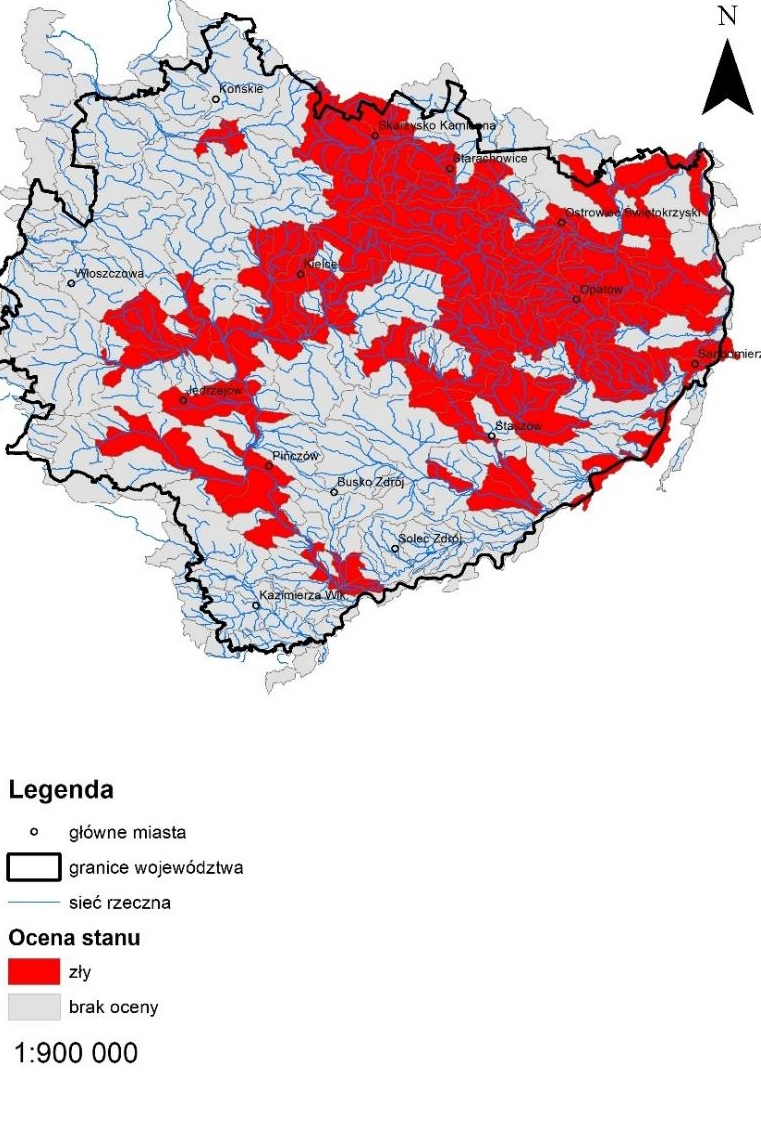 N
Końskie
Skarżysko Kamienna
Starachowice
Ostrowiec Świętokrzyski
Kielce
Włoszczowa
Opatów
Sandomierz
Jędrzejów
Staszów
Pińczów
Busko Zdrój
Solec Zdrój
Kazimierza Wlk.
Legenda
główne miasta
granice województwa
sieć rzeczna
Ocena stanu
zły
brak oceny
1:900 000